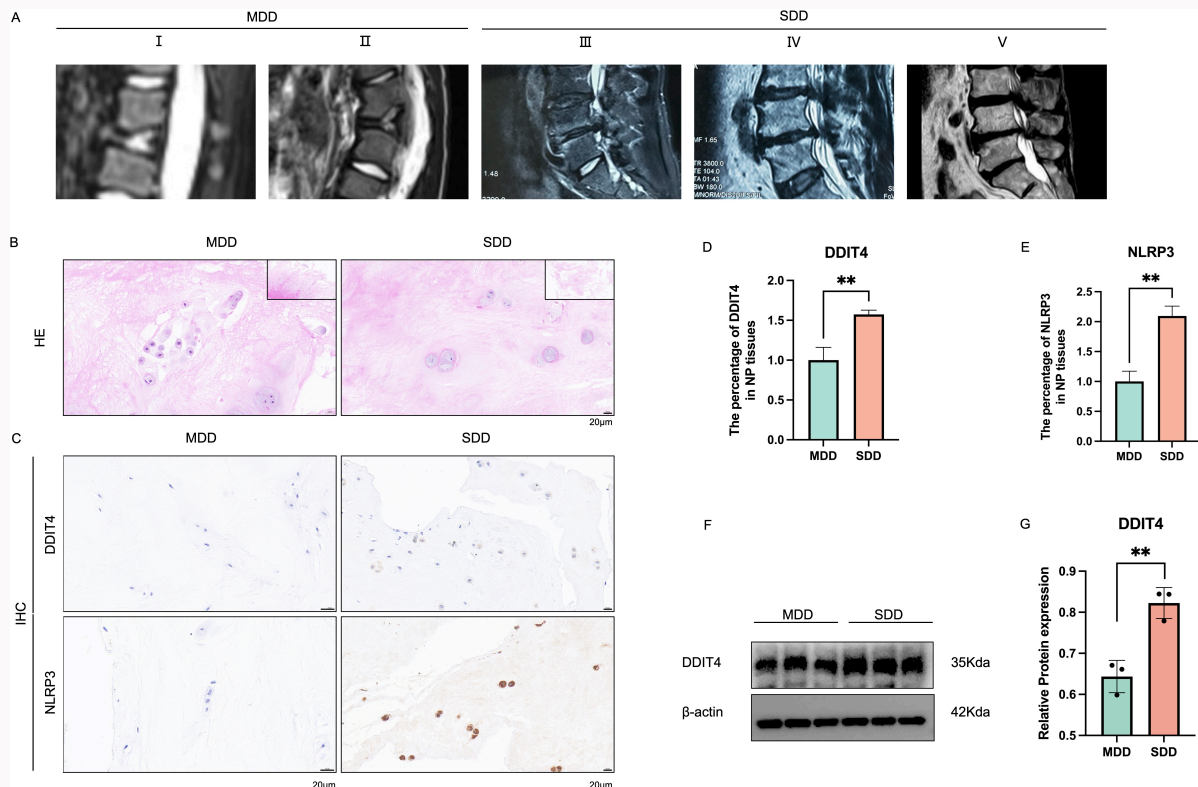 A
MDD
SDD
Ⅰ
Ⅱ
Ⅲ
Ⅳ
Ⅴ
1.48
MF 1.65
TR 3800.0
TE 104.0
TA 01:43
BW 180.0
B
MDD
SDD
HE
20μm
C
MDD
SDD
IHC
DDIT4
NLRP3
20μm
20μm
D
DDIT4
**
The percentage of DDIT4
in NP tissues
2.0
1.5
1.0
0.5
0.0
MDD
SDD
E
NLRP3
**
The percentage of NLRP3
in NP tissues
2.5
2.0
1.5
1.0
0.5
0.0
MDD
SDD
F
MDD
SDD
DDIT4
35Kda
β-actin
42Kda
G
DDIT4
**
Relative Protein expression
0.9
0.8
0.7
0.6
0.5
MDD
SDD